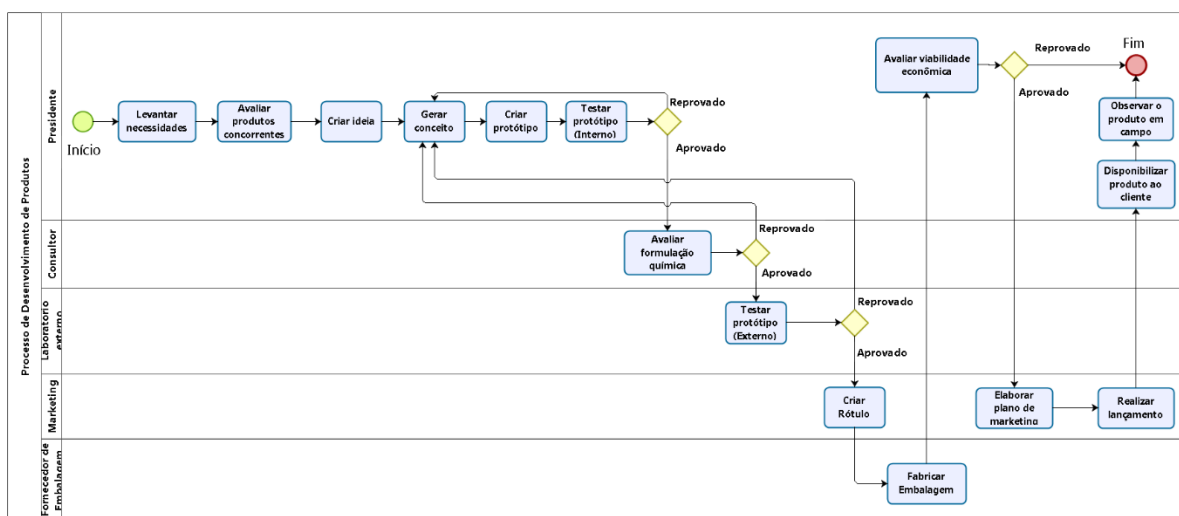 Processo de Desenvolvimento de Produtos
Presidente
Início
Levantar
necessidades
Avaliar
produtos
concorrentes
Criar ideia
Gerar
conceito
Criar
protótipo
Testar
protótipo
(Interno)
Reprovado
Aprovado
Avaliar viabilidade
econômica
Reprovado
Aprovado
Fim
Observar o
produto em
campo
Disponibilizar
produto ao
cliente
Consultor
Avaliar
formulação
química
Reprovado
Aprovado
Laboratorio
externo
Testar
protótipo
(Externo)
Reprovado
Aprovado
Marketing
Criar
Rótulo
Elaborar
plano de
marketing
Realizar
lançamento
Fornecedor de
Embalagem
Fabricar
Embalagem